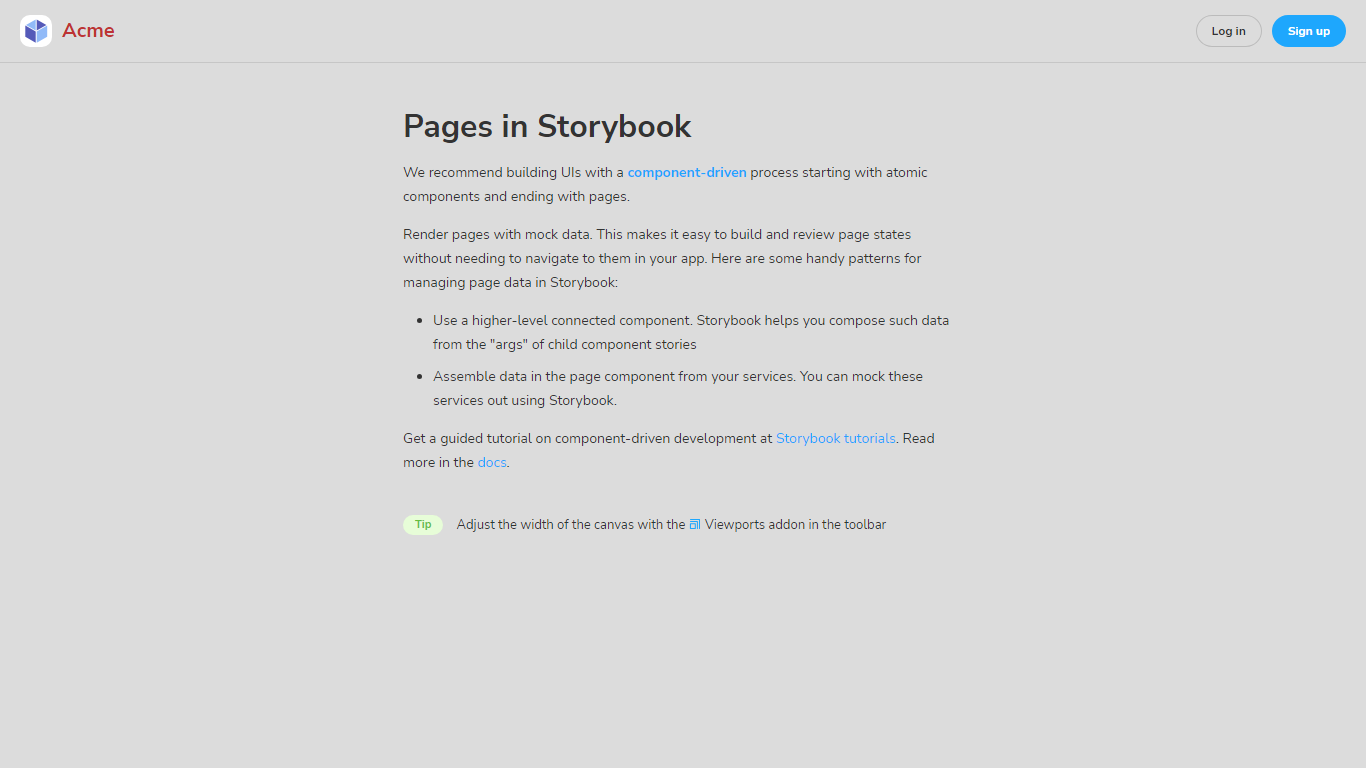 Acme
Log in
Sign up
Pages in Storybook
We recommend building UIs with a component-driven process starting with atomic
components and ending with pages.
Render pages with mock data. This makes it easy to build and review page states
without needing to navigate to them in your app. Here are some handy patterns for
managing page data in Storybook:
• Use a higher-level connected component. Storybook helps you compose such data
from the "args" of child component stories
• Assemble data in the page component from your services. You can mock these
services out using Storybook.
Get a guided tutorial on component-driven development at Storybook tutorials. Read
more in the docs.
Tip Adjust the width of the canvas with the Viewports addon in the toolbar